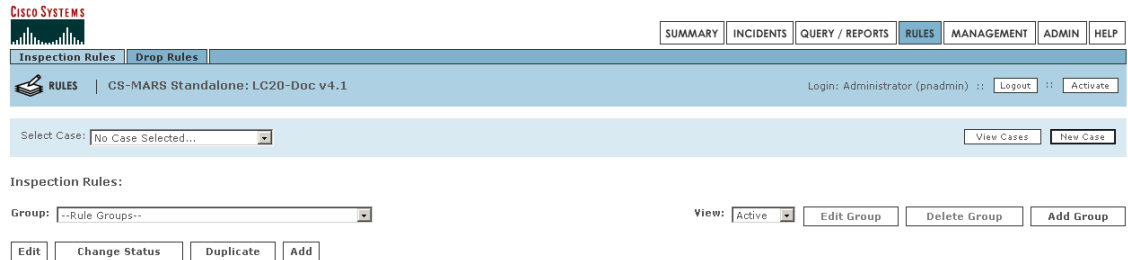 CISCO SYSTEMS
SUMMARY INCIDENTS QUERY / REPORTS RULES MANAGEMENT ADMIN HELP
Inspection Rules Drop Rules
RULES | CS-MARS Standalone: LC20-Doc v4.1 Login: Administrator (pnadmin) :: Logout :: Activate
Select Case: No Case Selected... View Cases New Case
Inspection Rules:
Group: --Rule Groups-- View: Active Edit Group Delete Group Add Group
Edit Change Status Duplicate Add